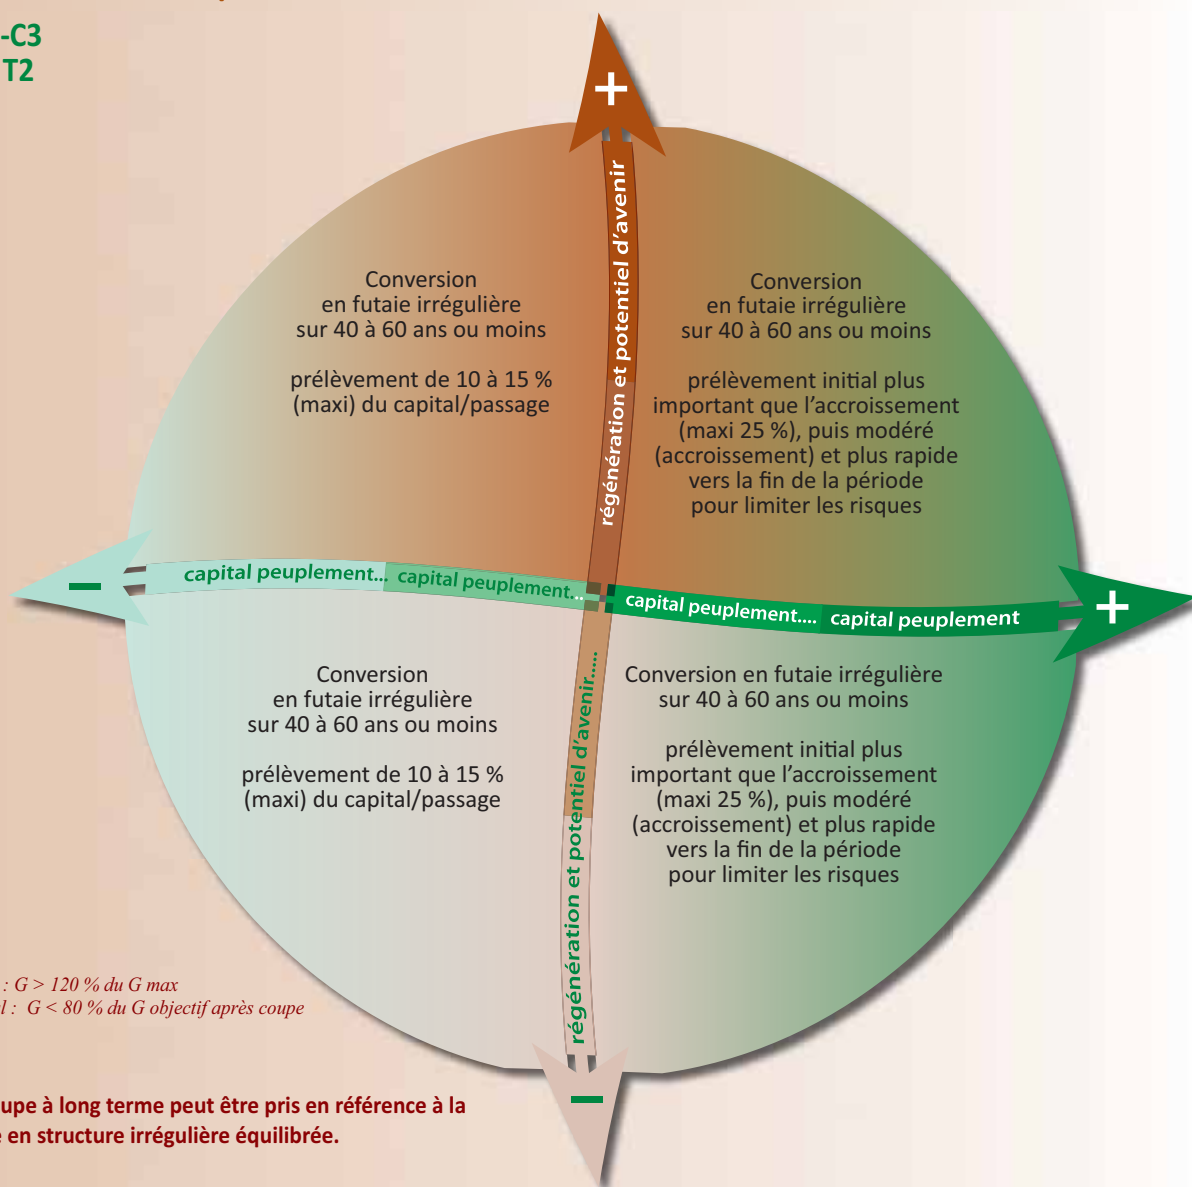 -C3
T2
+
régénération et potentiel d'avenir
Conversion
en futaie irrégulière
sur 40 à 60 ans ou moins
prélèvement de 10 à 15 %
(maxi) du capital/passage
Conversion
en futaie irrégulière
sur 40 à 60 ans ou moins
prélèvement initial plus
important que l'accroissement
(maxi 25 %), puis modéré
(accroissement) et plus rapide
vers la fin de la période
pour limiter les risques
–
capital peuplement... capital peuplement...
capital peuplement.... capital peuplement
+
Conversion
en futaie irrégulière
sur 40 à 60 ans ou moins
prélèvement de 10 à 15 %
(maxi) du capital/passage
régénération et potentiel d'avenir.....
Conversion en futaie irrégulière
sur 40 à 60 ans ou moins
prélèvement initial plus
important que l'accroissement
(maxi 25 %), puis modéré
(accroissement) et plus rapide
vers la fin de la période
pour limiter les risques
: G > 120 % du G max
l : G < 80 % du G objectif après coupe
–
upe à long terme peut être pris en référence à la
en structure irrégulière équilibrée.